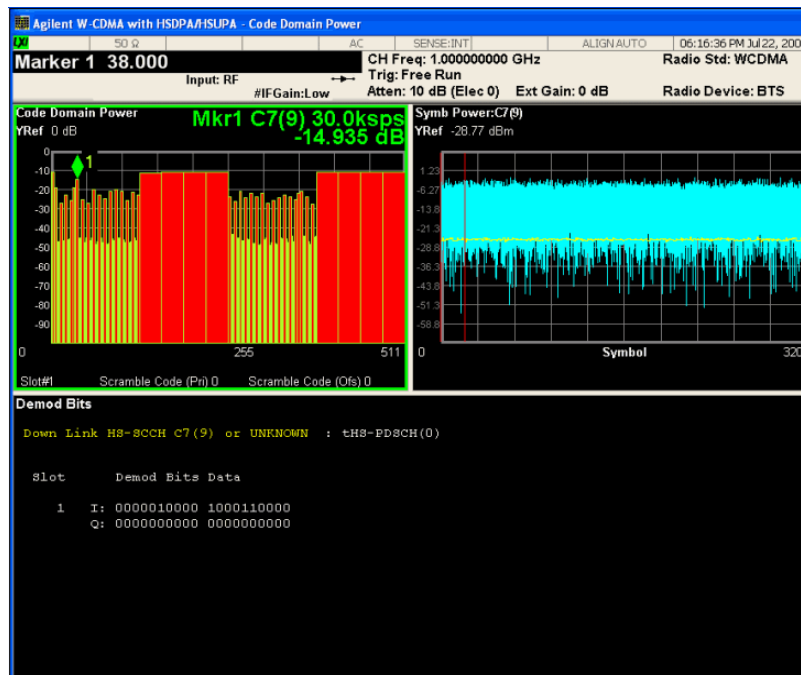 Agilent W-CDMA with HSDPA/HSUPA - Code Domain Power
LXI 50 Ω AC SENSE:INT ALIGN AUTO 06:16:36 PM Jul 22, 200
Marker 1 38.000 CH Freq: 1.000000000 GHz Radio Std: WCDMA
Input: RF Trig: Free Run
#IFGain:Low Atten: 10 dB (Elec 0) Ext Gain: 0 dB Radio Device: BTS
Code Domain Power Mkr1 C7(9) 30.0ksps
YRef 0 dB -14.935 dB
0
-10
-20
-30
-40
-50
-60
-70
-80
-90
1
0 255 511
Slot#1 Scramble Code (Pri) 0 Scramble Code (Ofs) 0
Symb Power:C7(9)
YRef -28.77 dBm
1.23
-6.27
-13.8
-21.3
-28.8
-36.3
-43.8
-51.3
-58.8
0 Symbol 320
Demod Bits
Down Link HS-SCCH C7(9) or UNKNOWN : tHS-PDSCH(0)
Slot Demod Bits Data
1 I: 0000010000 1000110000
Q: 0000000000 0000000000